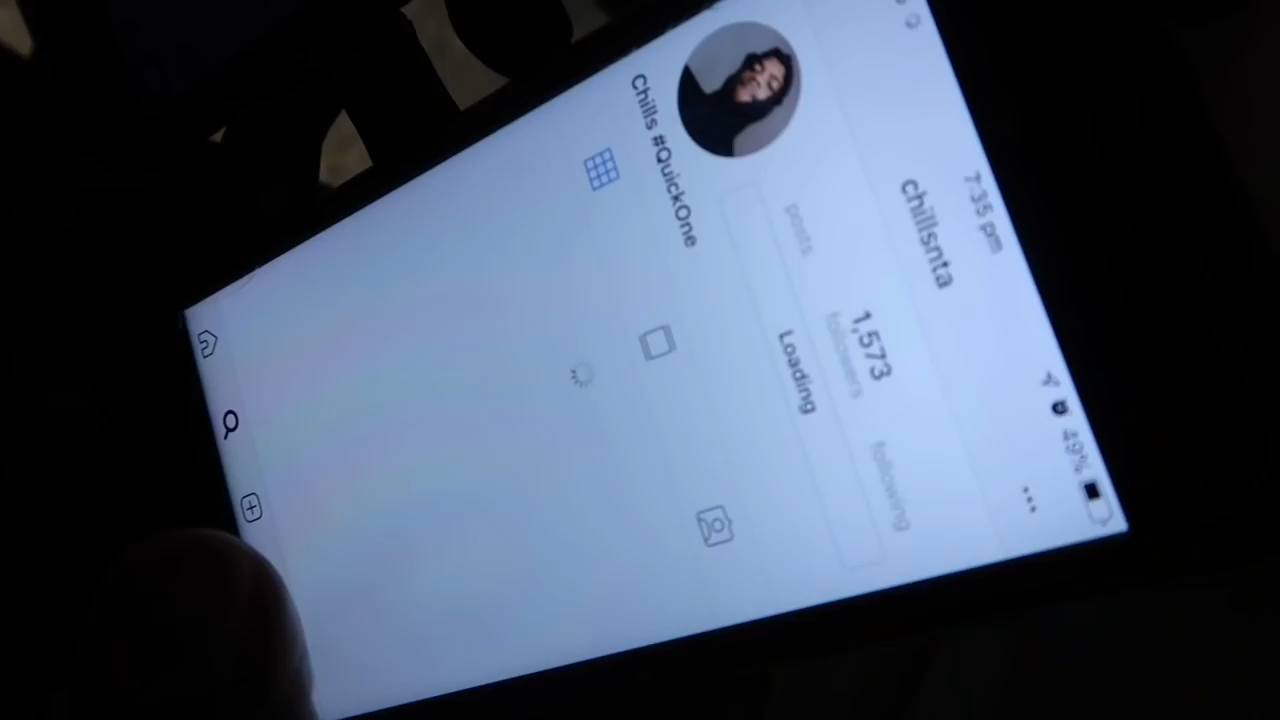 7:35 pm
49%
chillsnta
1,573
posts
followers
following
Loading
Chills #QuickOne